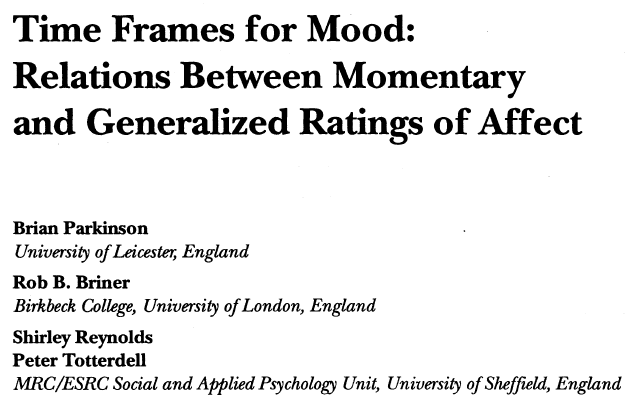 Time Frames for Mood:
Relations Between Momentary
and Generalized Ratings of Affect
Brian Parkinson
University of Leicester, England
Rob B. Briner
Birkbeck College, University of London, England
Shirley Reynolds
Peter Totterdell
MRC/ESRC Social and Applied Psychology Unit, University of Sheffield, England